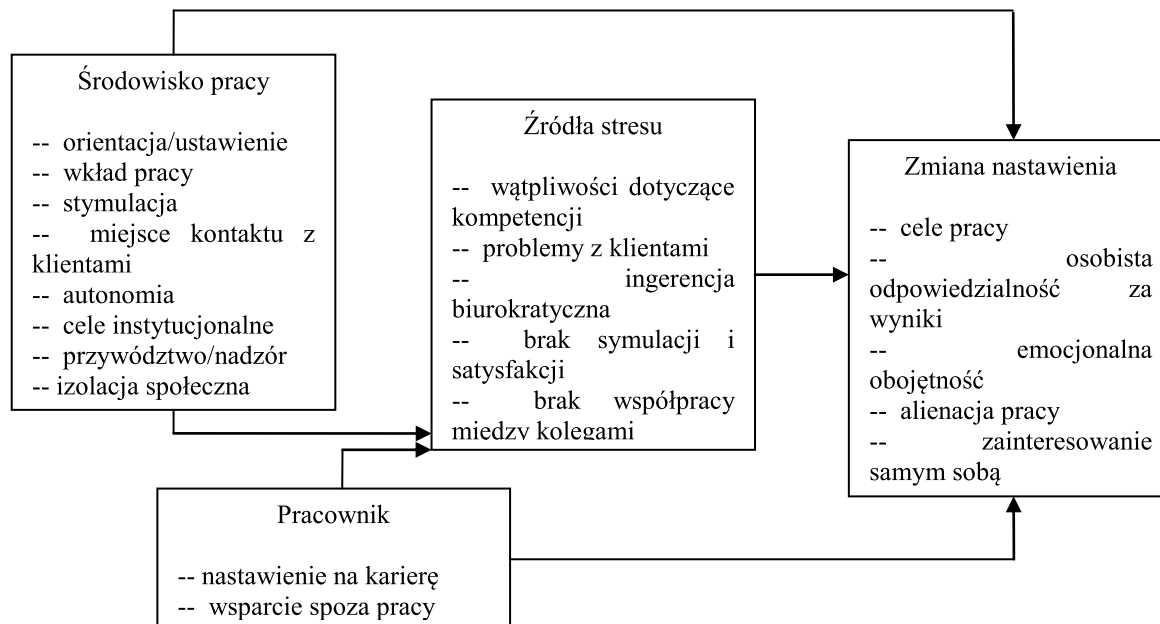 Środowisko pracy
-- orientacja/ustawienie
-- wkład pracy
-- stymulacja
-- miejsce kontaktu z
klientami
-- autonomia
-- cele instytucjonalne
-- przywództwo/nadzór
-- izolacja społeczna
Źródła stresu
-- wątpliwości dotyczące
kompetencji
-- problemy z klientami
-- ingerencja
biurokratyczna
-- brak symulacji i
satysfakcji
-- brak współpracy
między kolegami
Zmiana nastawienia
-- cele pracy
-- osobista
odpowiedzialność za
wyniki
-- emocjonalna
obojętność
-- alienacja pracy
-- zainteresowanie
samym sobą
Pracownik
-- nastawienie na karierę
-- wsparcie spoza pracy